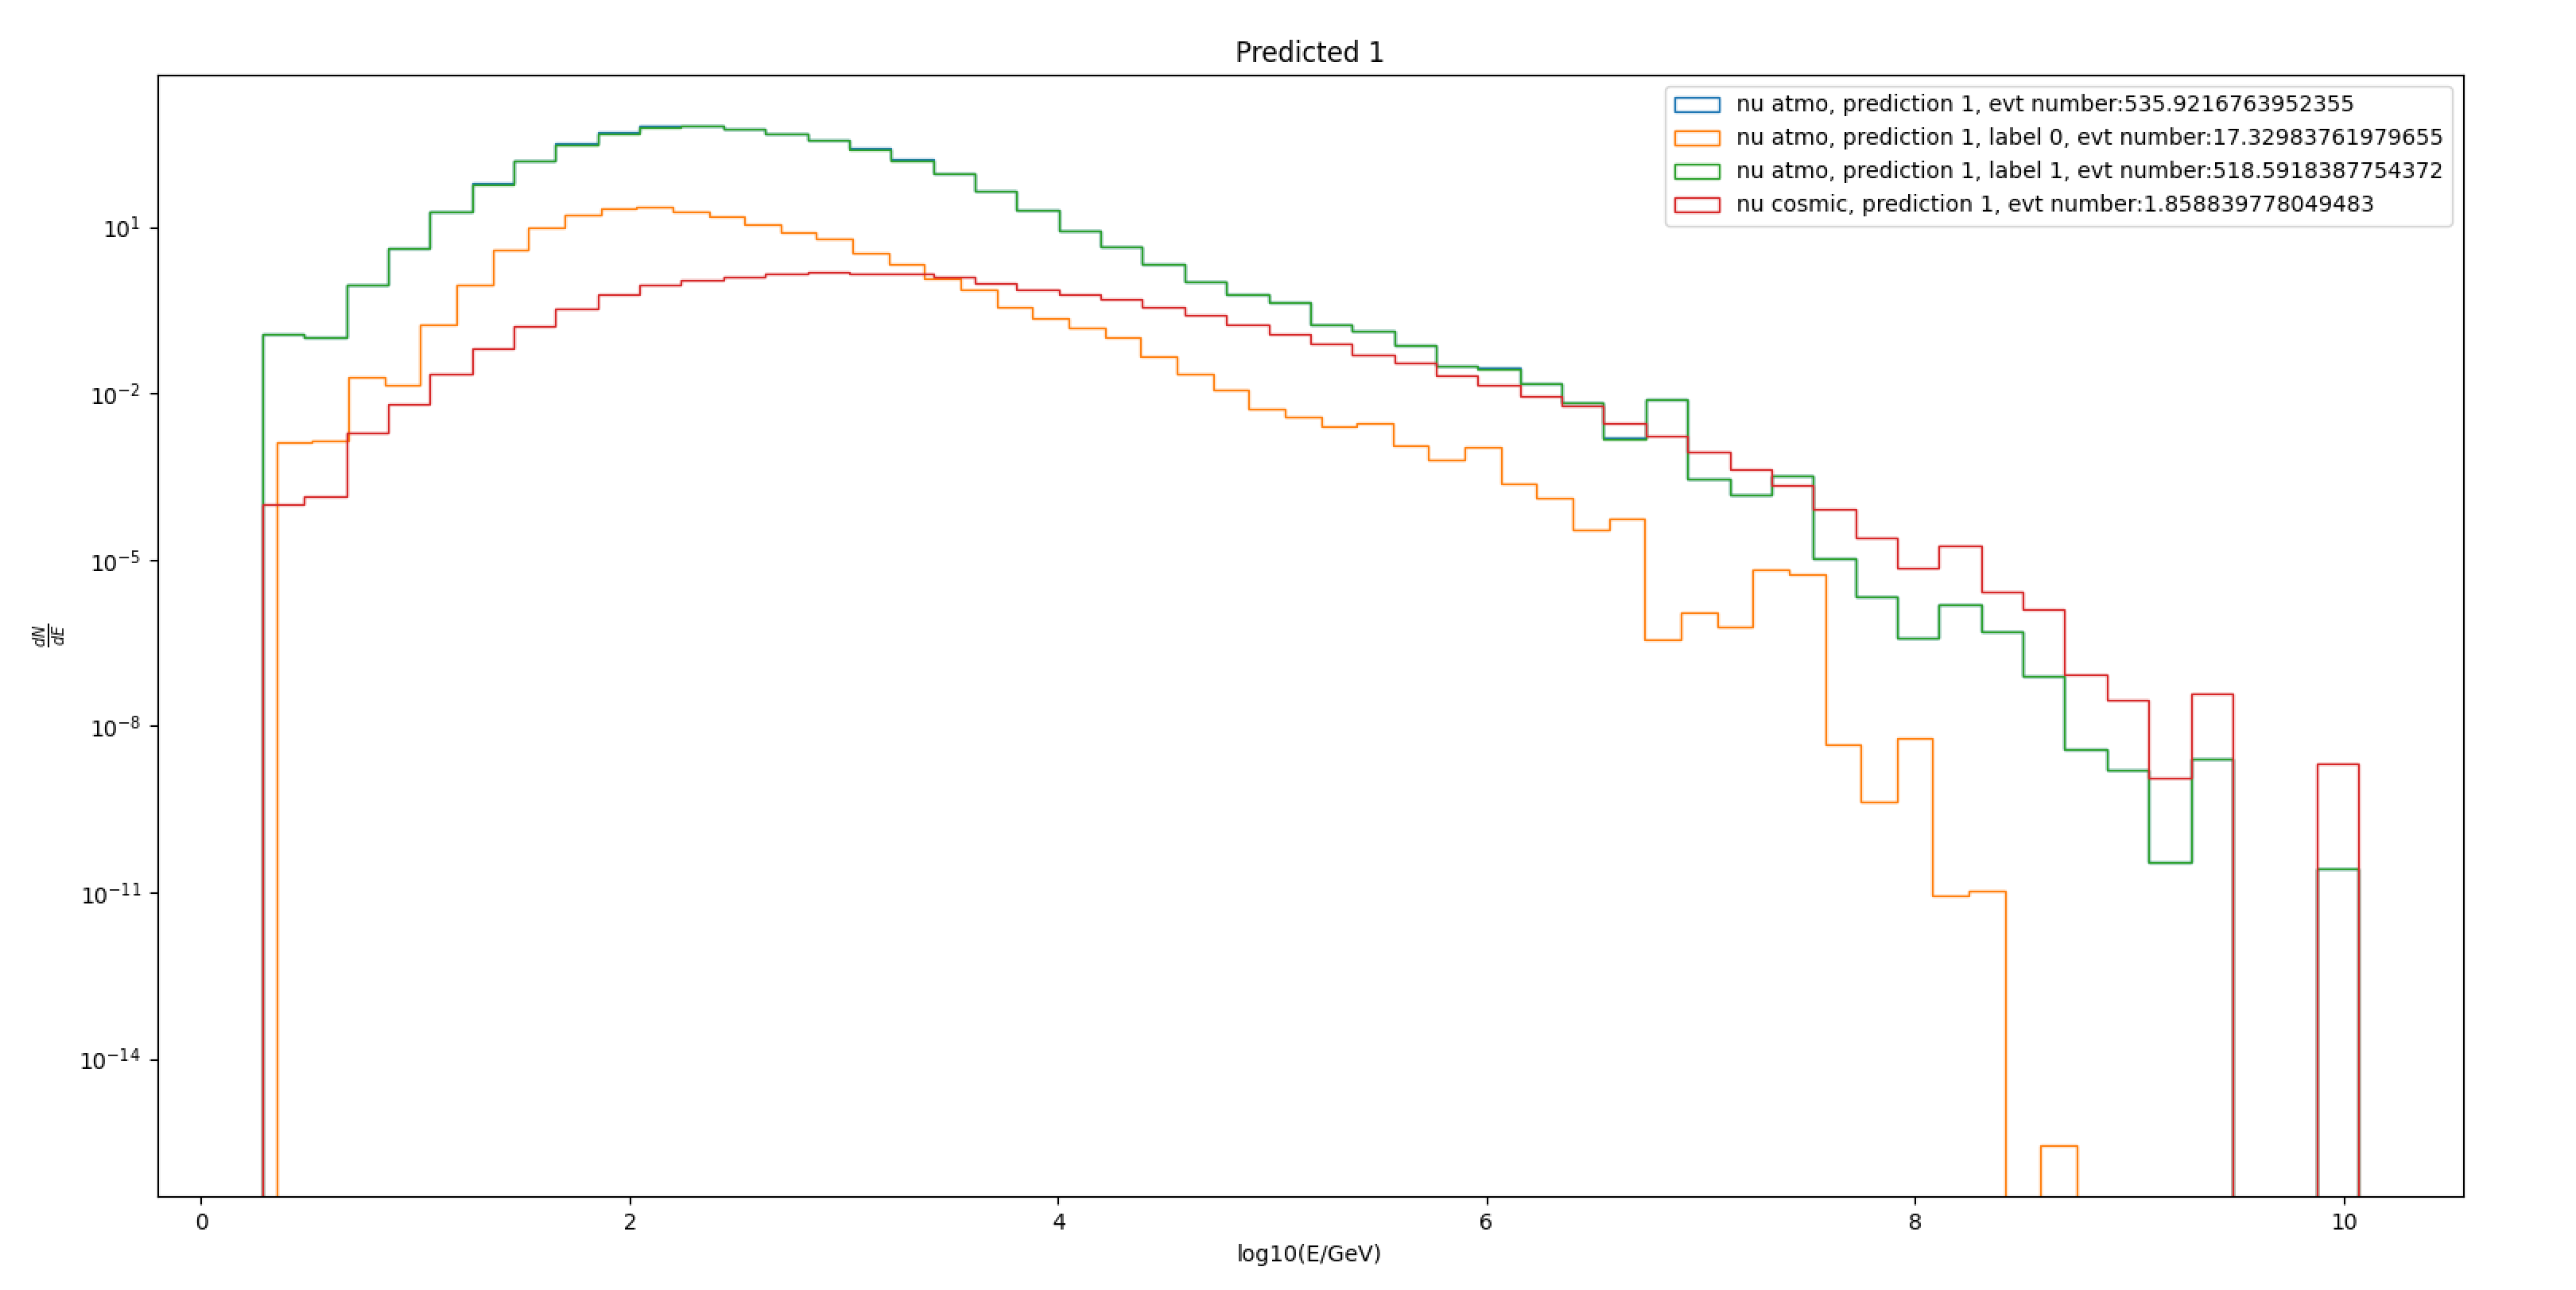 Predicted 1
nu atmo, prediction 1, evt number:535.9216763952355
nu atmo, prediction 1, label 0, evt number:17.32983761979655
nu atmo, prediction 1, label 1, evt number:518.5918387754372
nu cosmic, prediction 1, evt number:1.858839778049483
10^1
10^-2
10^-5
10^-8
10^-11
10^-14
dN/dE
0 2 4 6 8 10
log10(E/GeV)